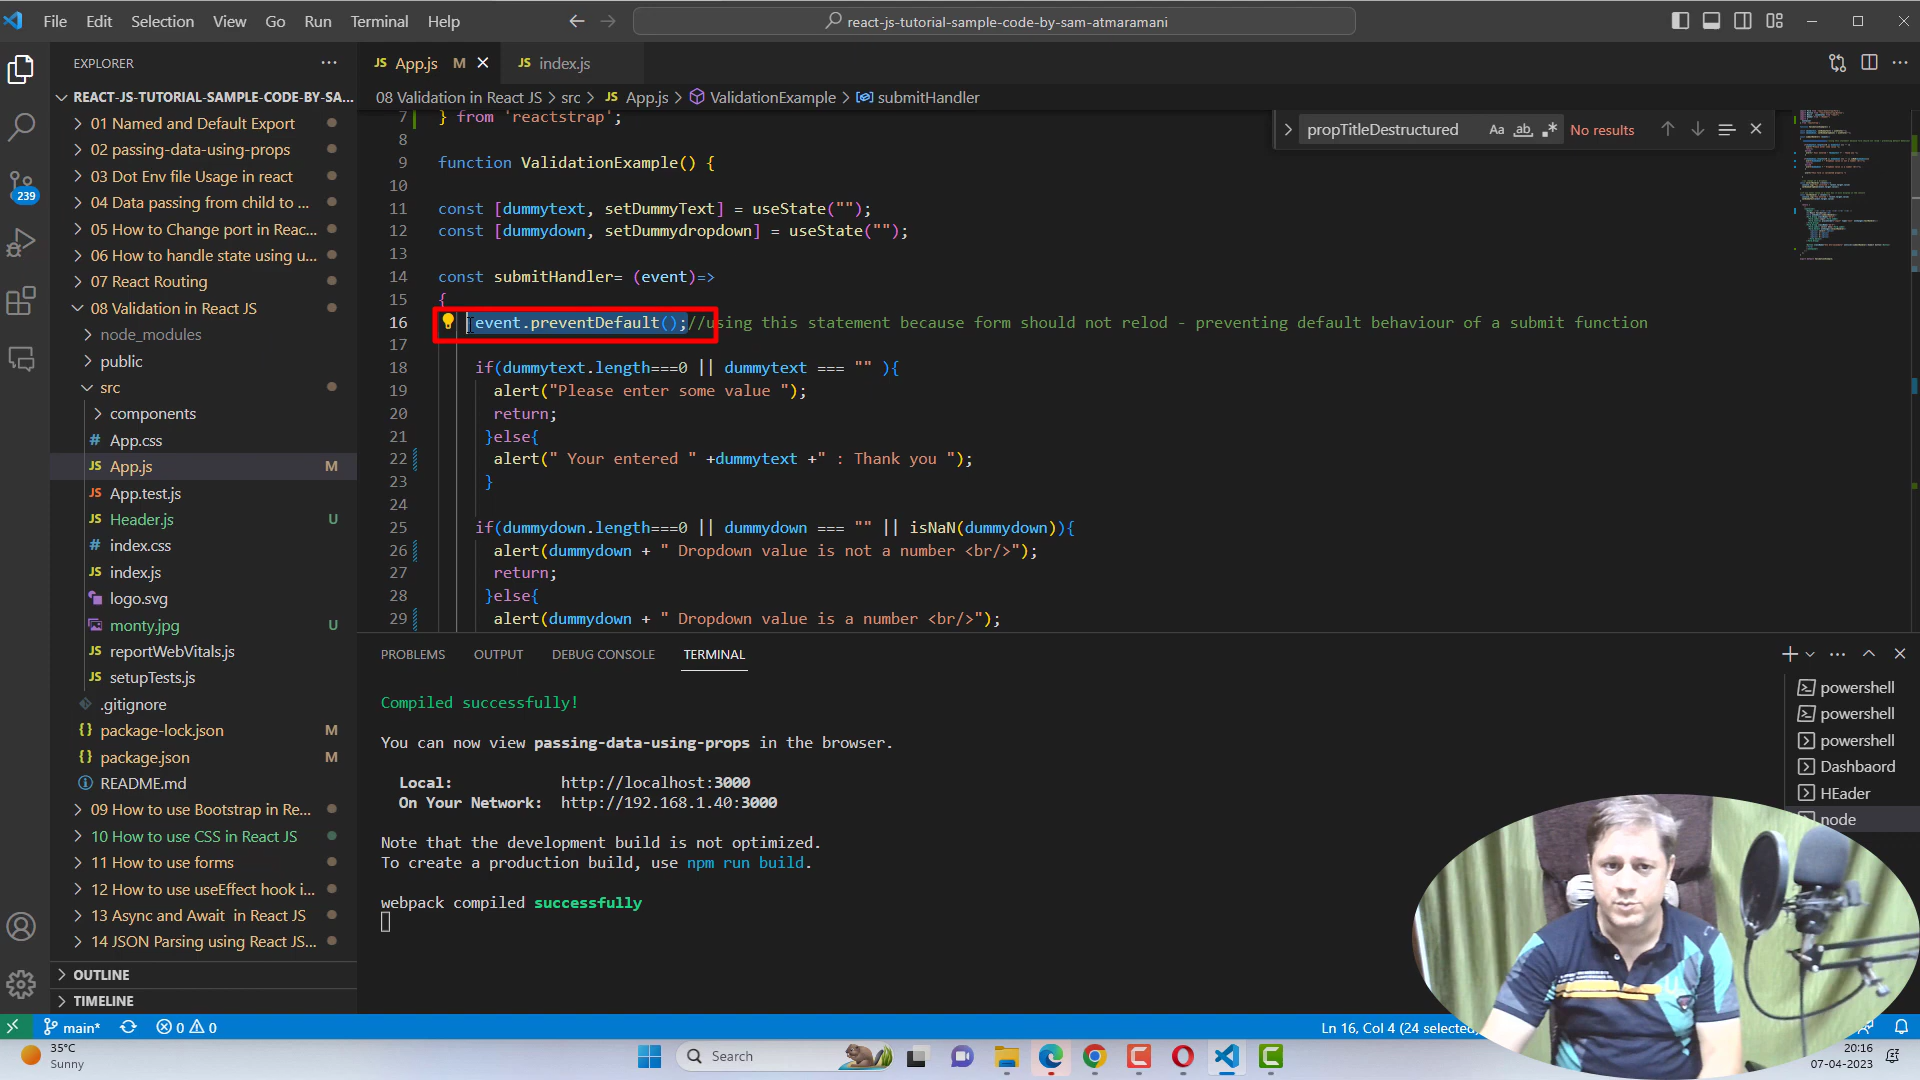 File Edit Selection View Go Run Terminal Help
react-js-tutorial-sample-code-by-sam-atmaramani
EXPLORER
REACT-JS-TUTORIAL-SAMPLE-CODE-BY-SA...
01 Named and Default Export
02 passing-data-using-props
03 Dot Env file Usage in react
04 Data passing from child to ...
05 How to Change port in Reac...
06 How to handle state using u...
07 React Routing
08 Validation in React JS
node_modules
public
src
components
# App.css
JS App.js M
JS App.test.js
JS Header.js U
# index.css
JS index.js
logo.svg
monty.jpg U
JS reportWebVitals.js
JS setupTests.js
.gitignore
{} package-lock.json M
{} package.json M
README.md
09 How to use Bootstrap in Re...
10 How to use CSS in React JS
11 How to use forms
12 How to use useEffect hook i...
13 Async and Await in React JS
14 JSON Parsing using React JS...
OUTLINE
TIMELINE
239
JS App.js M
JS index.js
08 Validation in React JS > src > JS App.js > ValidationExample > submitHandler
propTitleDestructured Aa ab .* No results
7 } from 'reactstrap';
8
9 function ValidationExample() {
10
11 const [dummytext, setDummyText] = useState("");
12 const [dummydown, setDummydropdown] = useState("");
13
14 const submitHandler= (event)=>
15 {
16 event.preventDefault();//using this statement because form should not relod - preventing default behaviour of a submit function
17
18 if(dummytext.length===0 || dummytext === "" ){
19 alert("Please enter some value ");
20 return;
21 }else{
22 alert(" Your entered " +dummytext +" : Thank you ");
23 }
24
25 if(dummydown.length===0 || dummydown === "" || isNaN(dummydown)){
26 alert(dummydown + " Dropdown value is not a number <br/>");
27 return;
28 }else{
29 alert(dummydown + " Dropdown value is a number <br/>");
PROBLEMS OUTPUT DEBUG CONSOLE TERMINAL
Compiled successfully!
You can now view passing-data-using-props in the browser.
Local: http://localhost:3000
On Your Network: http://192.168.1.40:3000
Note that the development build is not optimized.
To create a production build, use npm run build.
webpack compiled successfully
powershell
powershell
powershell
Dashbaord
HEader
node
main* 0 0
Ln 16, Col 4 (24 selected)
35°C
Sunny
Search
20:16
07-04-2023